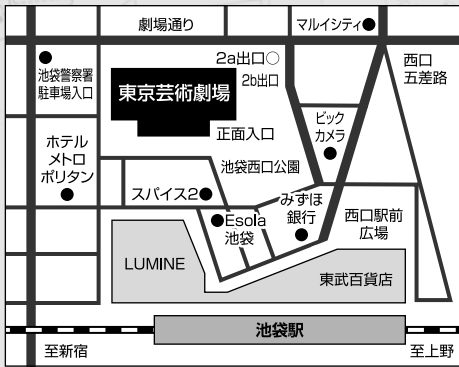 劇場通り
マルイシティ
池袋警察署
駐車場入口
2a出口
2b出口
西口
五差路
東京芸術劇場
正面入口
ビック
カメラ
ホテル
メトロ
ポリタン
池袋西口公園
スパイス2
みずほ
銀行
Esola
池袋
西口駅前
広場
LUMINE
東武百貨店
池袋駅
至新宿
至上野